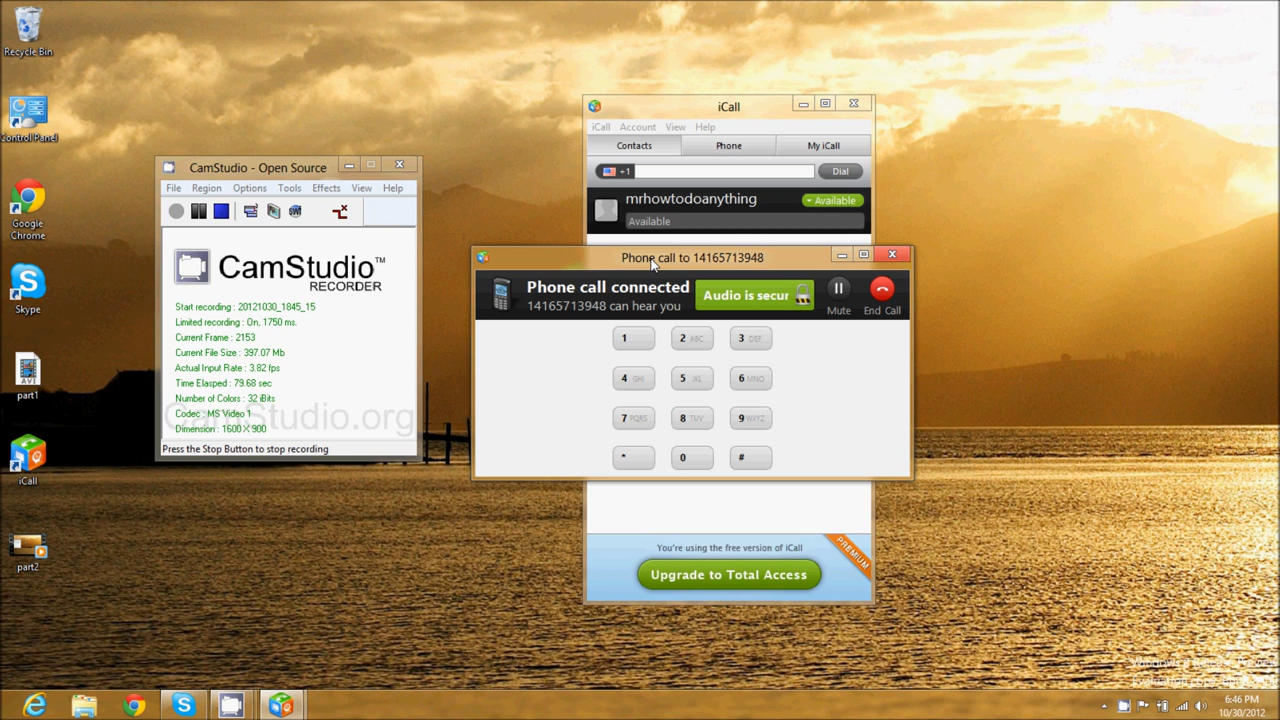 Recycle Bin
Control Panel
Google
Chrome
Skype
part1
iCall
part2
CamStudio - Open Source
File Region Options Tools Effects View Help
CamStudio™
RECORDER
Start recording : 20121030_1845_15
Limited recording : On, 1750 ms.
Current Frame : 2153
Current File Size : 397.07 Mb
Actual Input Rate : 3.82 fps
Time Elasped : 79.68 sec
Number of Colors : 32 iBits
Codec : MS Video 1
Dimension : 1600 X 900
CamStudio.org
Press the Stop Button to stop recording
iCall
iCall Account View Help
Contacts Phone My iCall
+1 Dial
mrhowtodoanything Available
Available
Phone call to 14165713948
Phone call connected
14165713948 can hear you
Audio is secur
Mute End Call
1 2 ABC 3 DEF
4 GHI 5 JKL 6 MNO
7 PQRS 8 TUV 9 WXYZ
* 0 #
You're using the free version of iCall
PREMIUM
Upgrade to Total Access
6:46 PM
10/30/2012